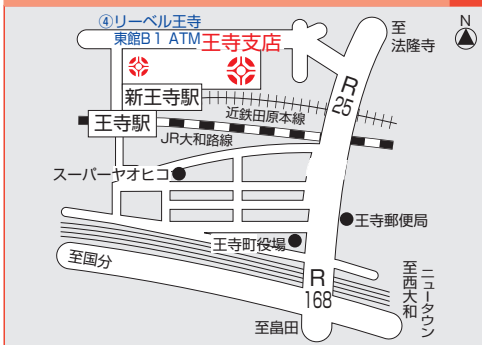 ④リーベル王寺
東館B1 ATM
王寺支店
至
法隆寺
N
R
25
新王寺駅
近鉄田原本線
王寺駅
JR大和路線
スーパーヤオヒコ
王寺郵便局
王寺町役場
至国分
R
168
至畠田
至西大和
ニュータウン